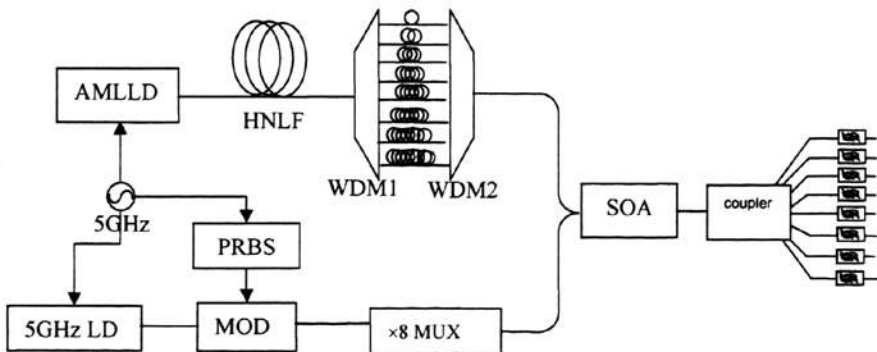 AMLLD
HNLF
WDM1
WDM2
5GHz
PRBS
5GHz LD
MOD
×8 MUX
SOA
coupler